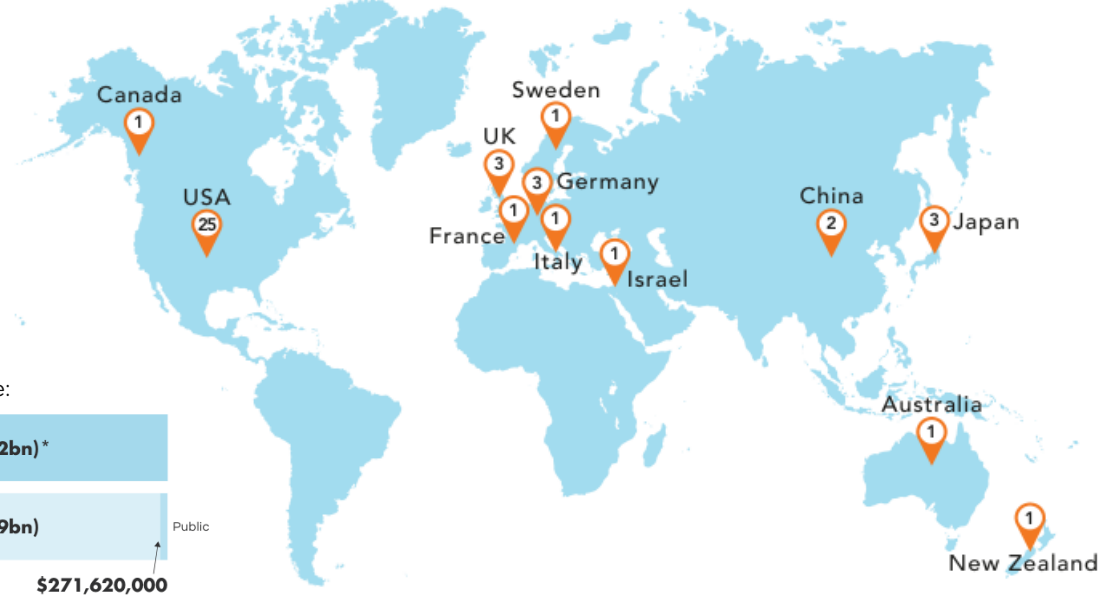 Canada
1
Sweden
1
UK
3
3
Germany
USA
25
France
1
1
Italy
1
Israel
China
2
3
Japan
e:
2bn)*
Australia
1
9bn)
Public
1
New Zealand
$271,620,000